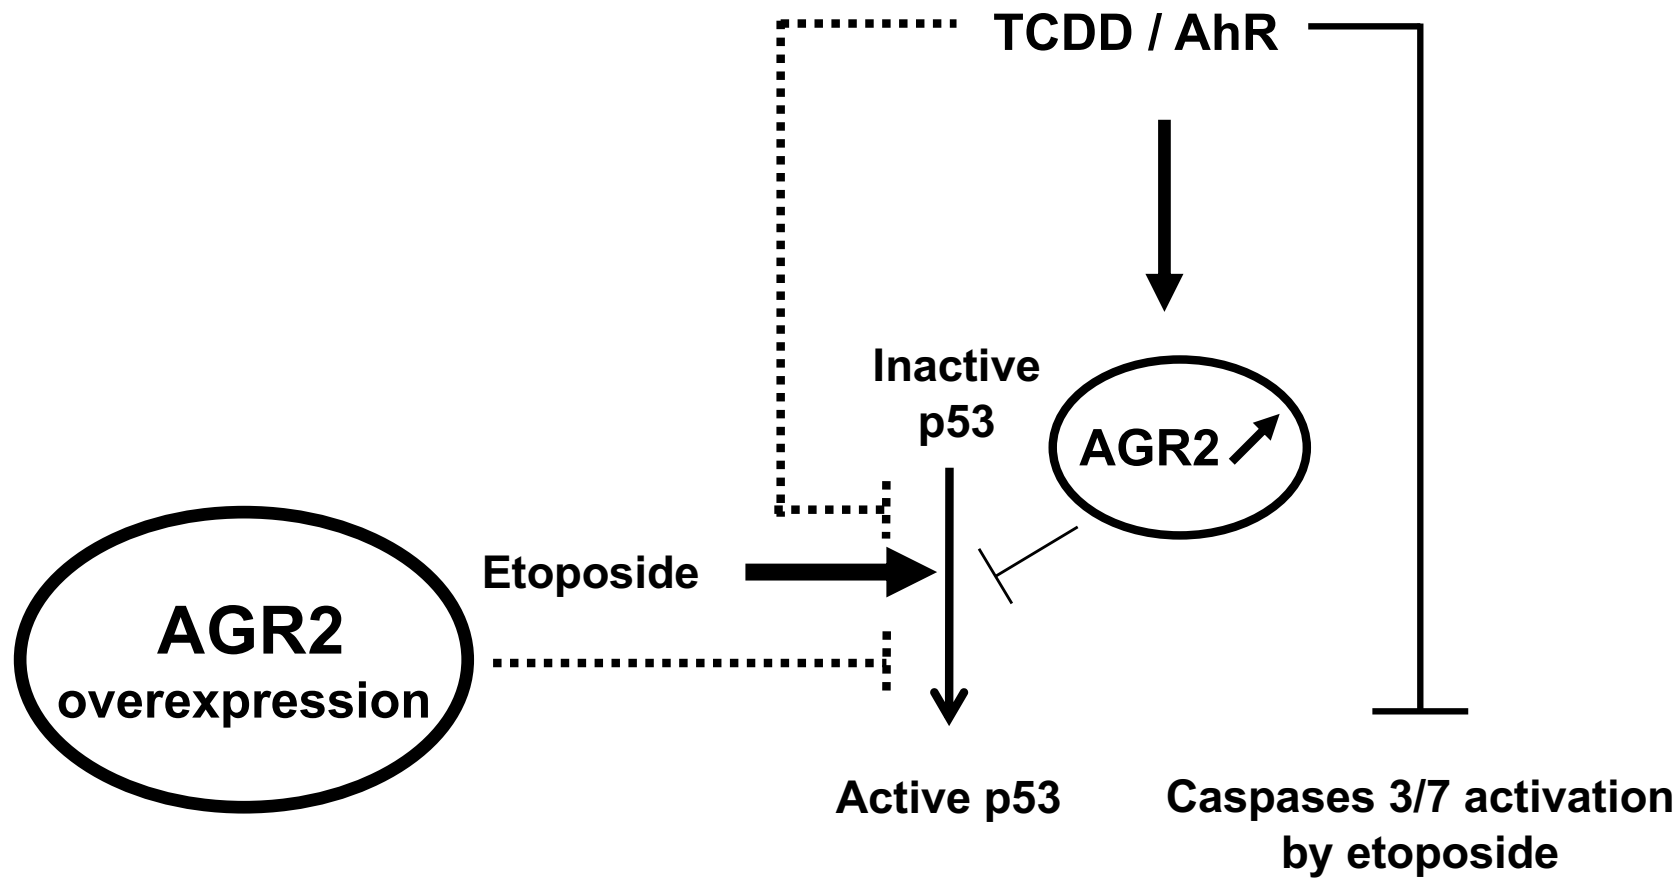 TCDD / AhR
Inactive
p53
AGR2
Etoposide
AGR2
overexpression
Active p53
Caspases 3/7 activation
by etoposide